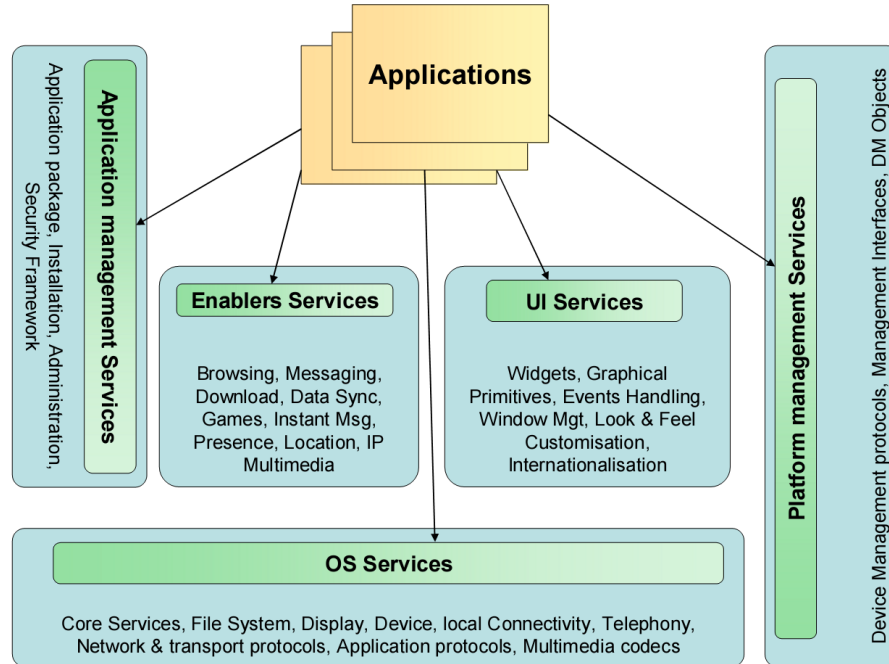 Applications
Application management Services
Application package, Installation, Administration,
Security Framework
Enablers Services
Browsing, Messaging,
Download, Data Sync,
Games, Instant Msg,
Presence, Location, IP
Multimedia
UI Services
Widgets, Graphical
Primitives, Events Handling,
Window Mgt, Look & Feel
Customisation,
Internationalisation
Platform management Services
Device Management protocols, Management Interfaces, DM Objects
OS Services
Core Services, File System, Display, Device, local Connectivity, Telephony,
Network & transport protocols, Application protocols, Multimedia codecs